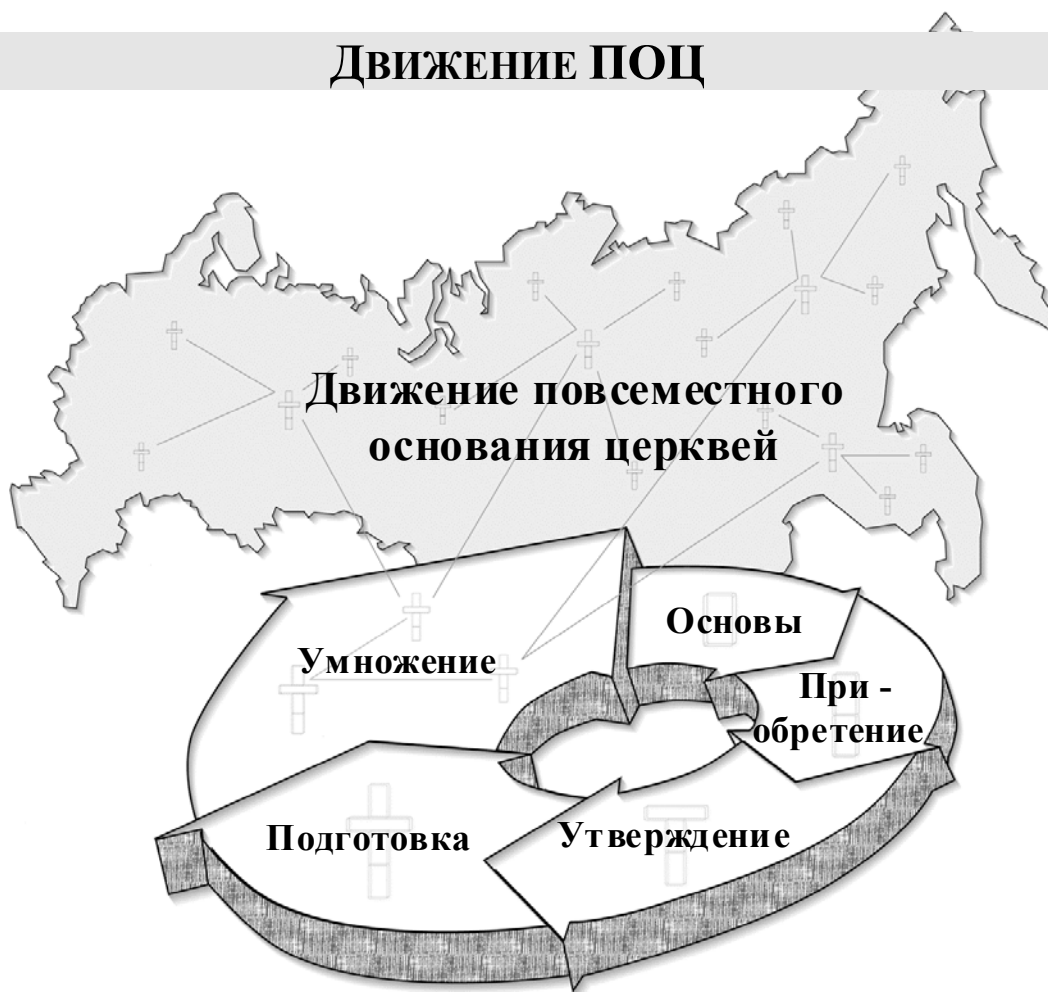 ДВИЖЕНИЕ ПОЦ
Движение повсеместного
основания церквей
Основы
При -
обретение
Утверждение
Подготовка
Умножение